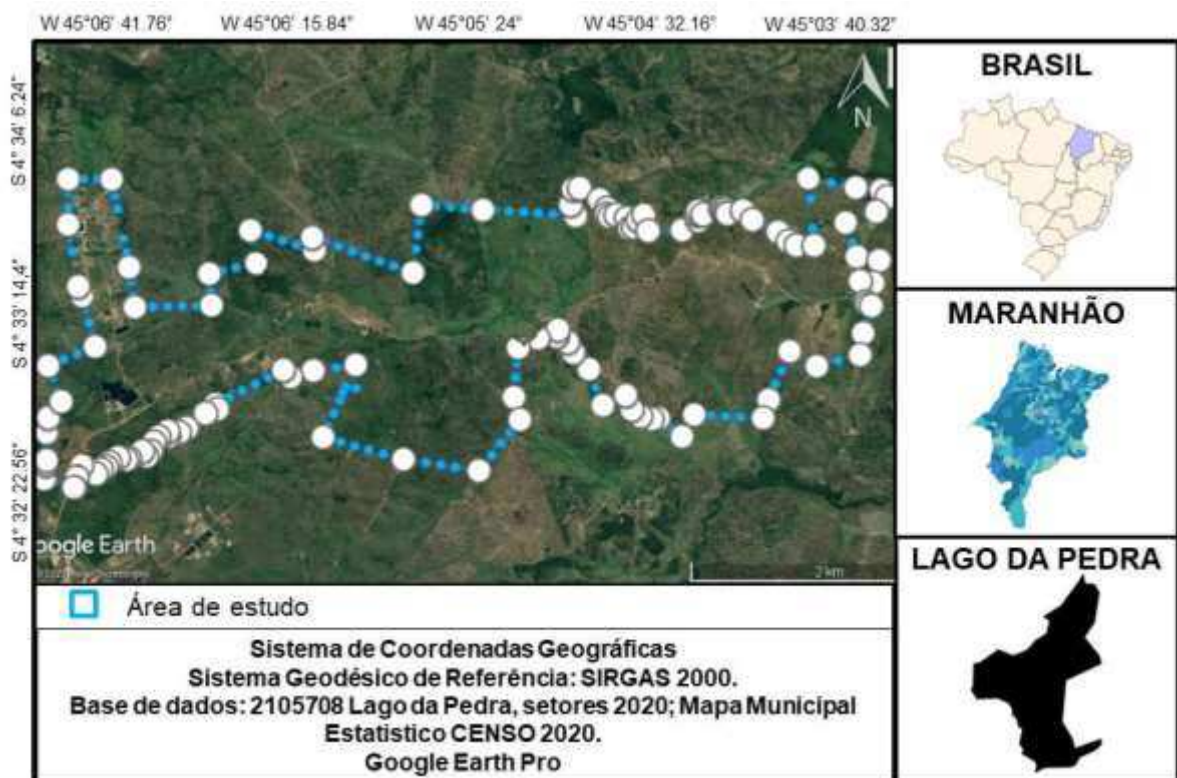 W 45°06' 41.76" W 45°06' 15.84" W 45°05' 24" W 45°04' 32.16" W 45°03' 40.32"
S 4° 34' 6.24"
S 4° 33' 14,4"
S 4° 32' 22.56"
N
oogle Earth
2 km
BRASIL
MARANHÃO
LAGO DA PEDRA
Área de estudo
Sistema de Coordenadas Geográficas
Sistema Geodésico de Referência: SIRGAS 2000.
Base de dados: 2105708 Lago da Pedra, setores 2020; Mapa Municipal
Estatístico CENSO 2020.
Google Earth Pro